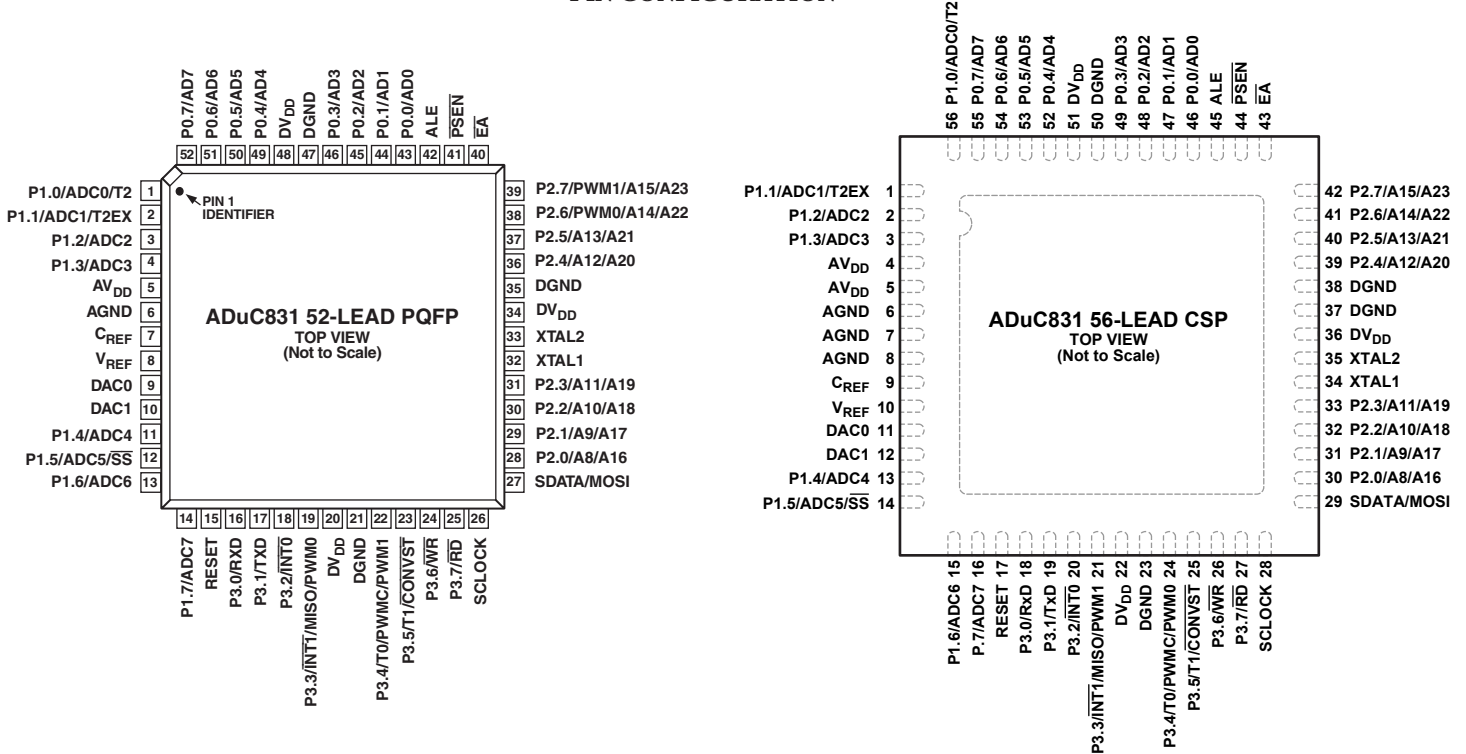 P0.7/AD7
P0.6/AD6
P0.5/AD5
P0.4/AD4
DVDD
DGND
P0.3/AD3
P0.2/AD2
P0.1/AD1
P0.0/AD0
ALE
PSEN
EA
52 51 50 49 48 47 46 45 44 43 42 41 40
P1.0/ADC0/T2 1
P1.1/ADC1/T2EX 2
P1.2/ADC2 3
P1.3/ADC3 4
AVDD 5
AGND 6
CREF 7
VREF 8
DAC0 9
DAC1 10
P1.4/ADC4 11
P1.5/ADC5/SS 12
P1.6/ADC6 13
PIN 1
IDENTIFIER
ADuC831 52-LEAD PQFP
TOP VIEW
(Not to Scale)
39 P2.7/PWM1/A15/A23
38 P2.6/PWM0/A14/A22
37 P2.5/A13/A21
36 P2.4/A12/A20
35 DGND
34 DVDD
33 XTAL2
32 XTAL1
31 P2.3/A11/A19
30 P2.2/A10/A18
29 P2.1/A9/A17
28 P2.0/A8/A16
27 SDATA/MOSI
14 15 16 17 18 19 20 21 22 23 24 25 26
P1.7/ADC7
RESET
P3.0/RXD
P3.1/TXD
P3.2/INT0
P3.3/INT1/MISO/PWM0
DVDD
DGND
P3.4/T0/PWMC/PWM1
P3.5/T1/CONVST
P3.6/WR
P3.7/RD
SCLOCK
56 P1.0/ADC0/T2
55 P0.7/AD7
54 P0.6/AD6
53 P0.5/AD5
52 P0.4/AD4
51 DVDD
50 DGND
49 P0.3/AD3
48 P0.2/AD2
47 P0.1/AD1
46 P0.0/AD0
45 ALE
44 PSEN
43 EA
P1.1/ADC1/T2EX 1
P1.2/ADC2 2
P1.3/ADC3 3
AVDD 4
AVDD 5
AGND 6
AGND 7
AGND 8
CREF 9
VREF 10
DAC0 11
DAC1 12
P1.4/ADC4 13
P1.5/ADC5/SS 14
ADuC831 56-LEAD CSP
TOP VIEW
(Not to Scale)
42 P2.7/A15/A23
41 P2.6/A14/A22
40 P2.5/A13/A21
39 P2.4/A12/A20
38 DGND
37 DGND
36 DVDD
35 XTAL2
34 XTAL1
33 P2.3/A11/A19
32 P2.2/A10/A18
31 P2.1/A9/A17
30 P2.0/A8/A16
29 SDATA/MOSI
P1.6/ADC6 15
P.7/ADC7 16
RESET 17
P3.0/RxD 18
P3.1/TxD 19
P3.2/INT0 20
P3.3/INT1/MISO/PWM1 21
DVDD 22
DGND 23
P3.4/T0/PWMC/PWM0 24
P3.5/T1/CONVST 25
P3.6/WR 26
P3.7/RD 27
SCLOCK 28